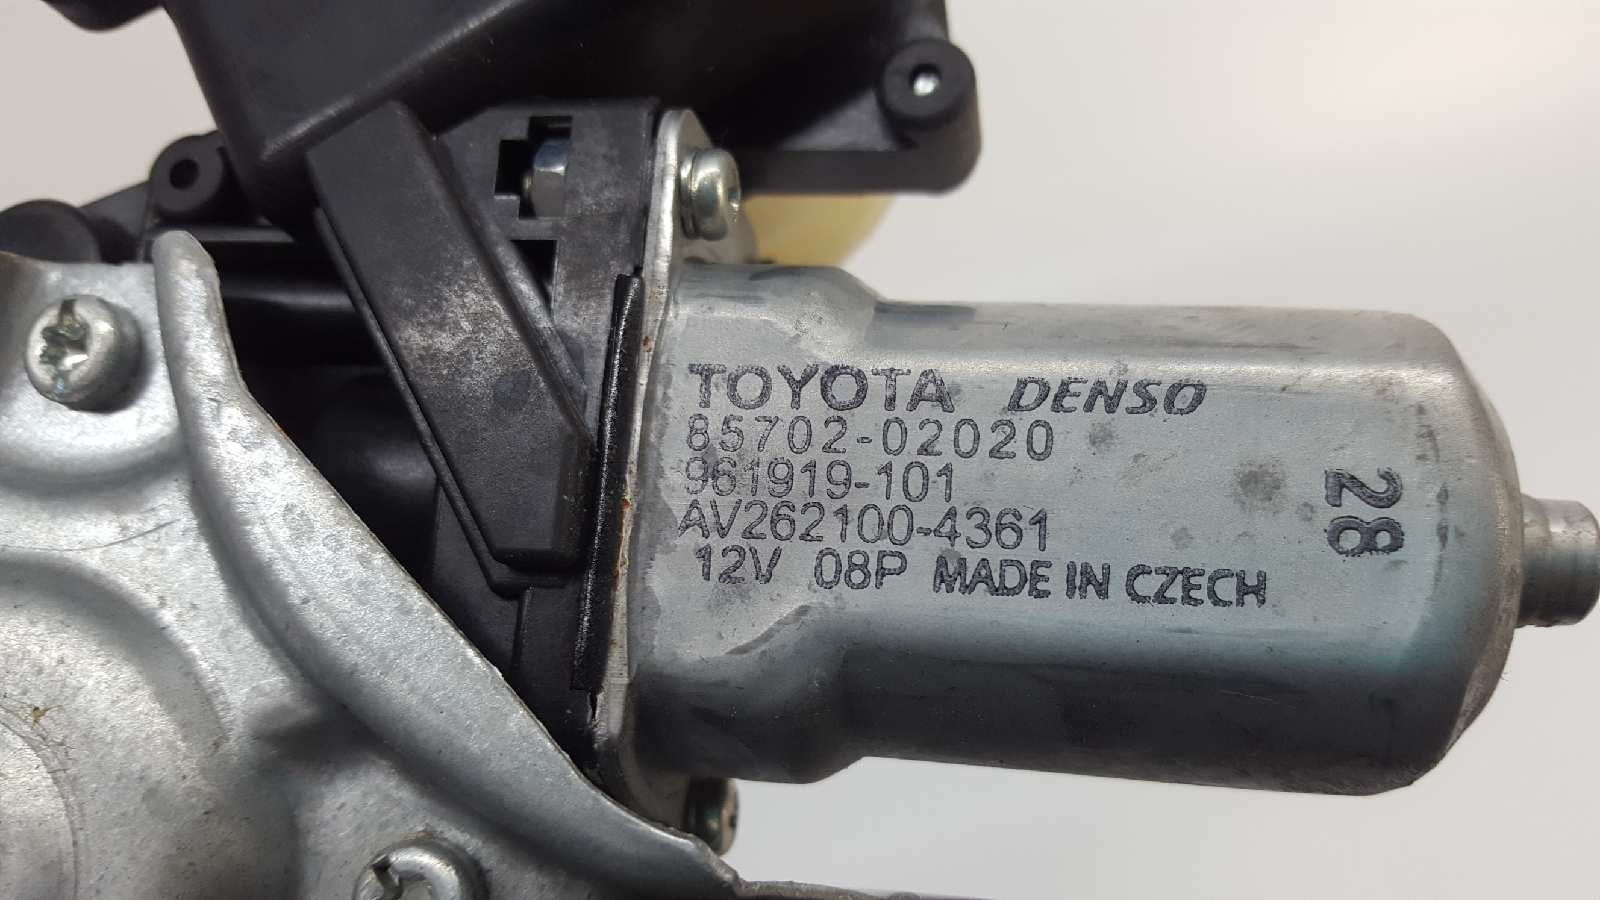 TOYOTA DENSO
85702-02020
961919-101
AV262100-4361
12V 08P MADE IN CZECH
28